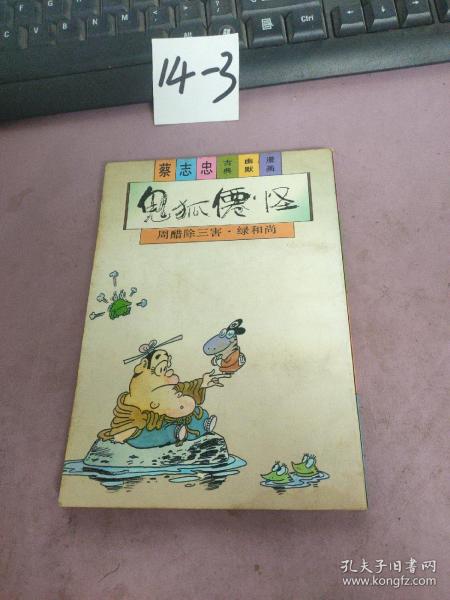 14-3
蔡志忠古典幽默漫画
鬼狐仙怪
周醋除三害·绿和尚
孔夫子旧书网
www.kongfz.com
Ctrl